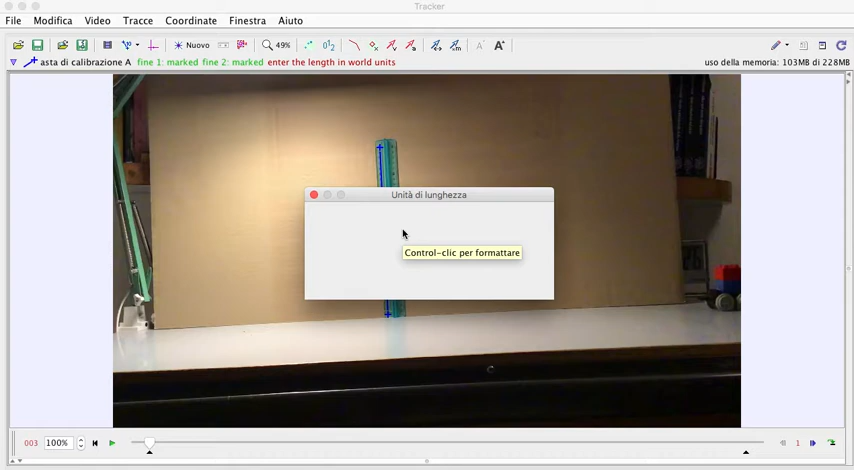 Tracker
File Modifica Video Tracce Coordinate Finestra Aiuto
Nuovo 49%
asta di calibrazione A fine 1: marked fine 2: marked enter the length in world units uso della memoria: 103MB di 228MB
Unità di lunghezza
Control-clic per formattare
003 100% 1